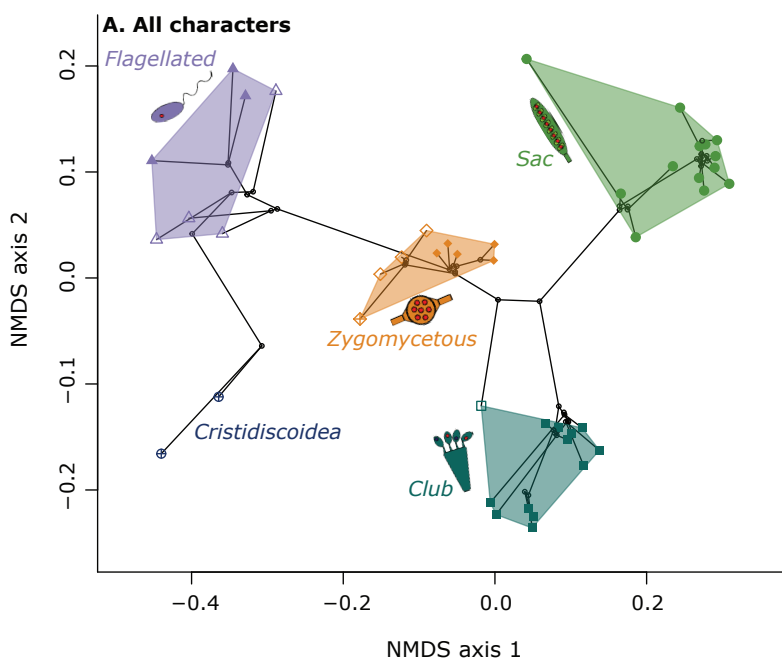 A. All characters
Flagellated
Sac
Zygomycetous
Cristidiscoidea
Club
NMDS axis 2
0.2
0.1
0.0
−0.1
−0.2
−0.4
−0.2
0.0
0.2
NMDS axis 1